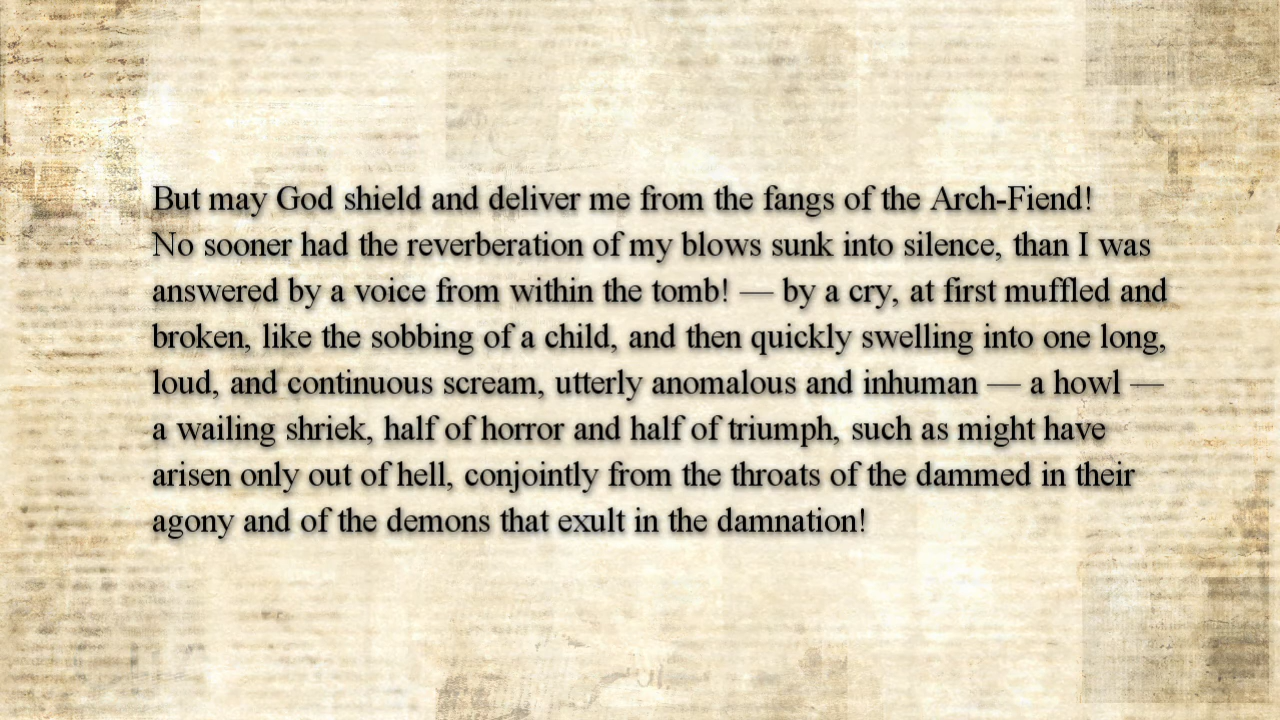 But may God shield and deliver me from the fangs of the Arch-Fiend!
No sooner had the reverberation of my blows sunk into silence, than I was
answered by a voice from within the tomb! — by a cry, at first muffled and
broken, like the sobbing of a child, and then quickly swelling into one long,
loud, and continuous scream, utterly anomalous and inhuman — a howl —
a wailing shriek, half of horror and half of triumph, such as might have
arisen only out of hell, conjointly from the throats of the dammed in their
agony and of the demons that exult in the damnation!